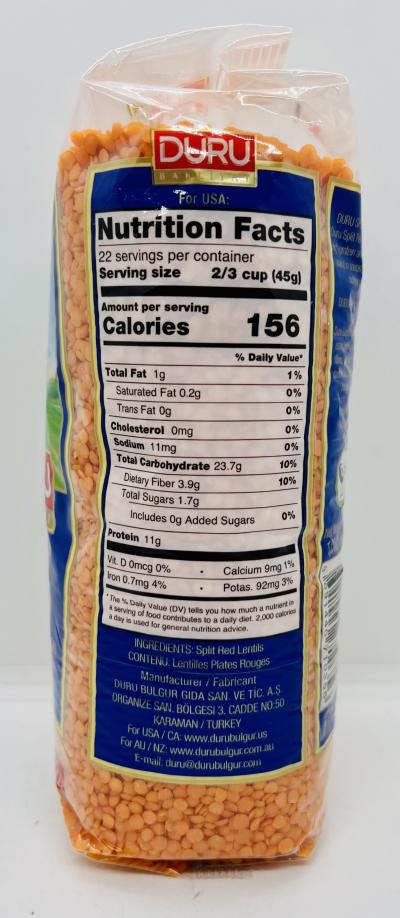 DURU
For USA:
Nutrition Facts
22 servings per container
Serving size 2/3 cup (45g)
Amount per serving
Calories 156
% Daily Value*
Total Fat 1g 1%
Saturated Fat 0.2g 0%
Trans Fat 0g 0%
Cholesterol 0mg 0%
Sodium 11mg 0%
Total Carbohydrate 23.7g 10%
Dietary Fiber 3.9g 10%
Total Sugars 1.7g
Includes 0g Added Sugars 0%
Protein 11g
Vit. D 0mcg 0% • Calcium 9mg 1%
Iron 0.7mg 4% • Potas. 92mg 3%
* The % Daily Value (DV) tells you how much a nutrient in
a serving of food contributes to a daily diet. 2,000 calories
a day is used for general nutrition advice.
INGREDIENTS: Split Red Lentils
CONTENU: Lentilles Plates Rouges
Manufacturer / Fabricant
DURU BULGUR GIDA SAN. VE TİC. A.Ş.
ORGANIZE SAN. BÖLGESİ 3. CADDE NO:50
KARAMAN / TURKEY
For USA / CA: www.durubulgur.us
For AU / NZ: www.durubulgur.com.au
E-mail: duru@durubulgur.com